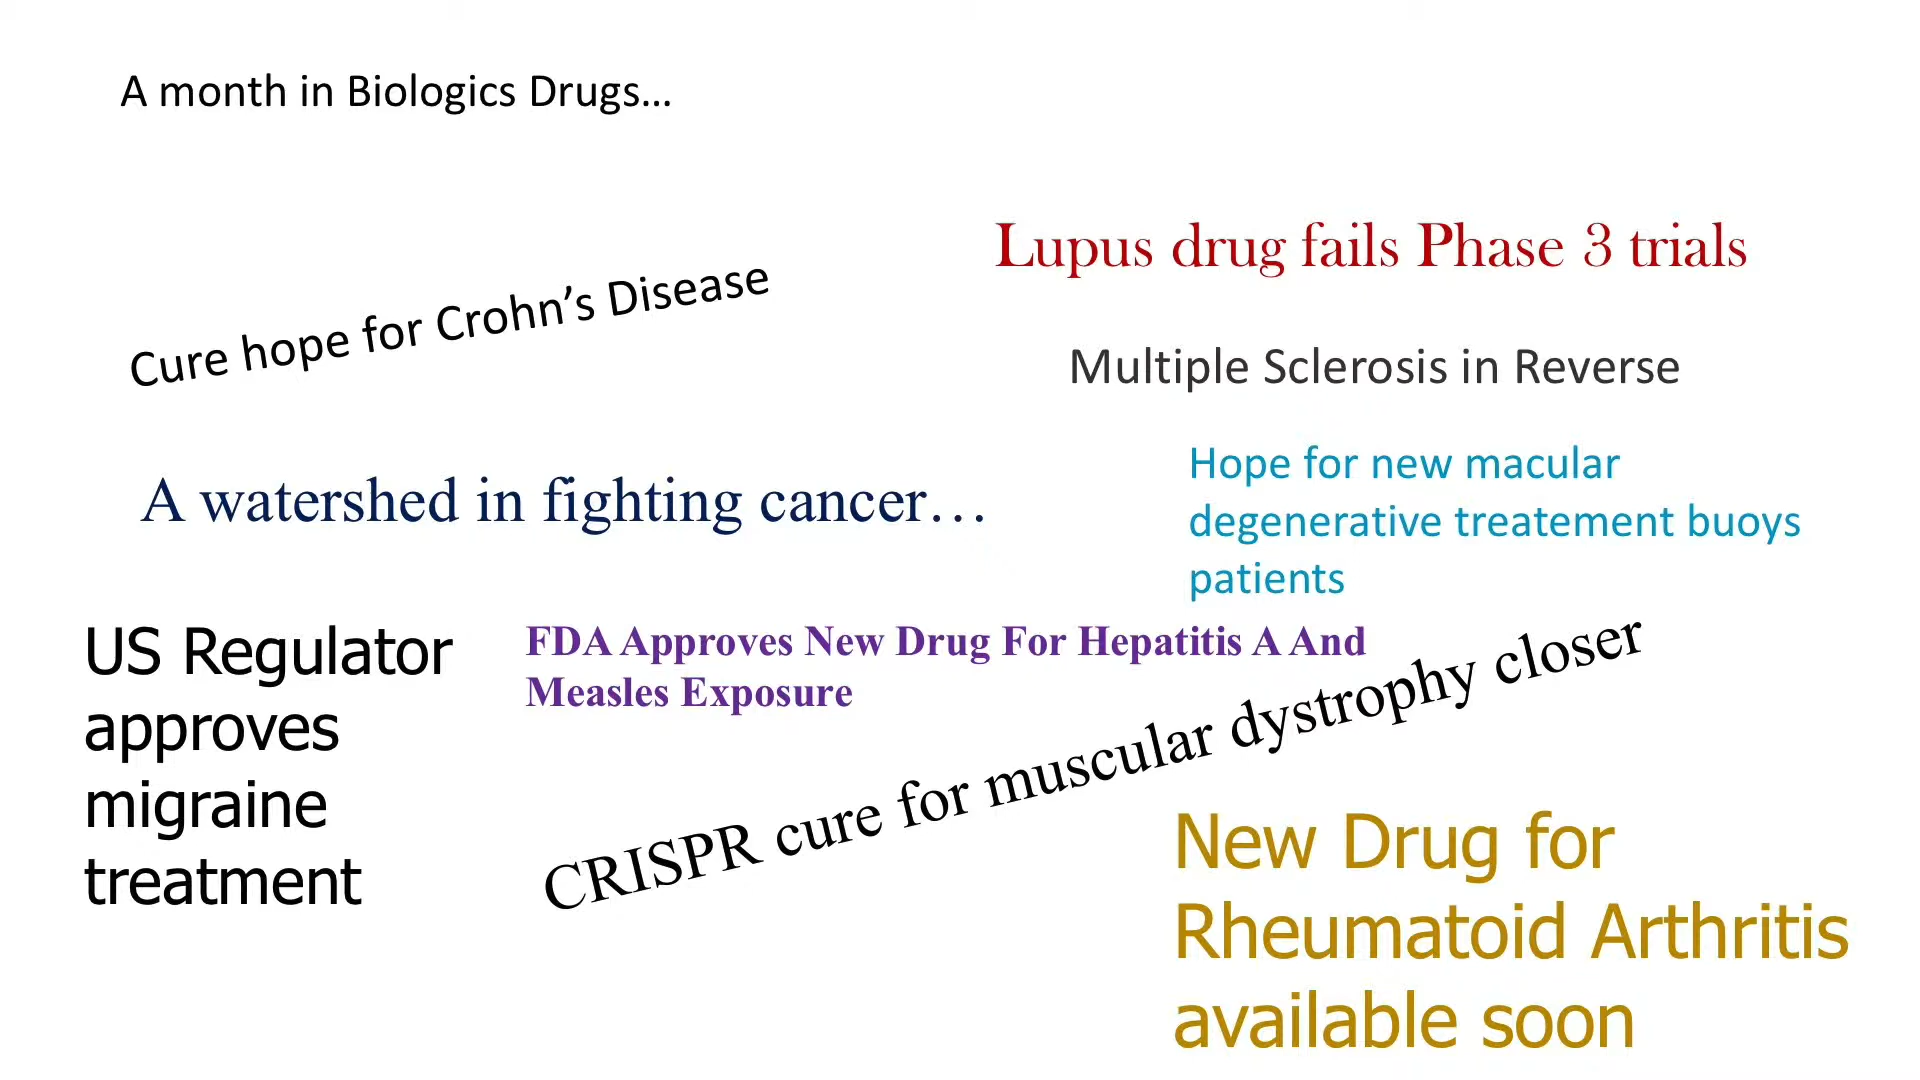 A month in Biologics Drugs...
Lupus drug fails Phase 3 trials
Cure hope for Crohn’s Disease
Multiple Sclerosis in Reverse
A watershed in fighting cancer…
Hope for new macular
degenerative treatement buoys
patients
US Regulator
approves
migraine
treatment
FDA Approves New Drug For Hepatitis A And
Measles Exposure
CRISPR cure for muscular dystrophy closer
New Drug for
Rheumatoid Arthritis
available soon